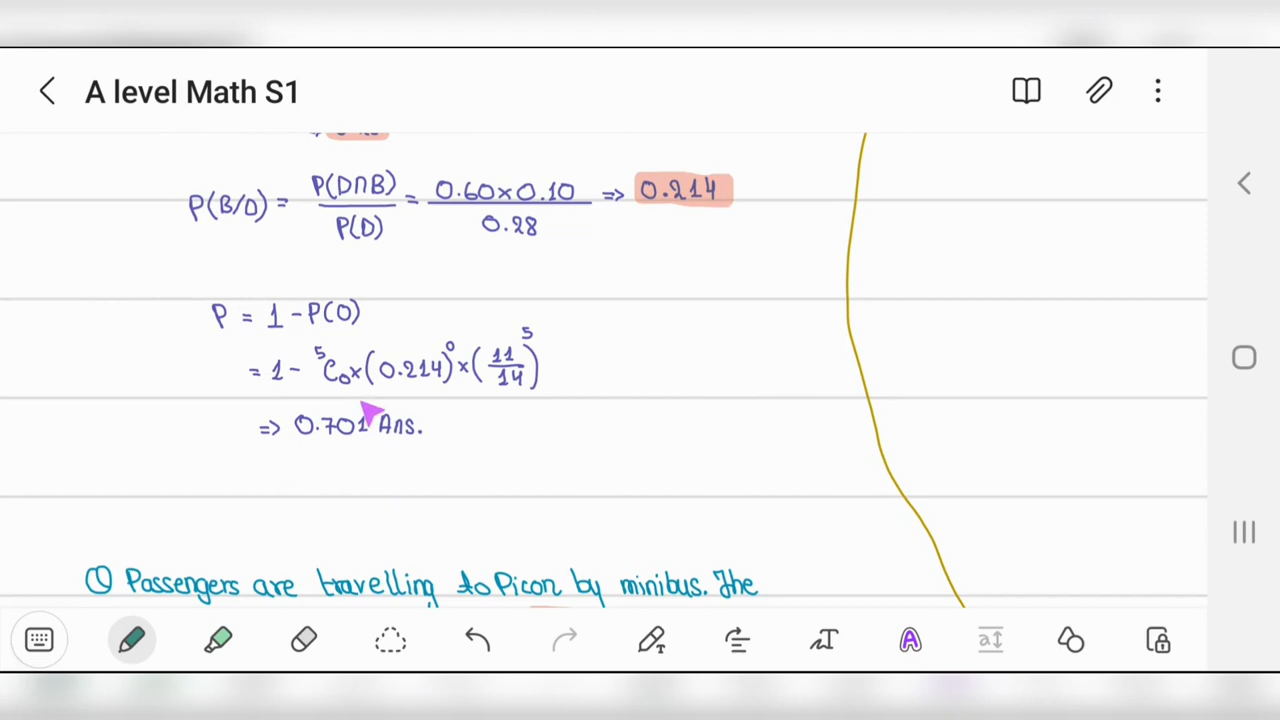 A level Math S1
P(B/D) = P(D∩B)/P(D) = 0.60×0.10/0.28 => 0.214
P = 1 - P(0)
= 1 - ⁵C₀×(0.214)⁰×(11/14)⁵
=> 0.701 Ans.
① Passengers are travelling to Picon by minibus. The